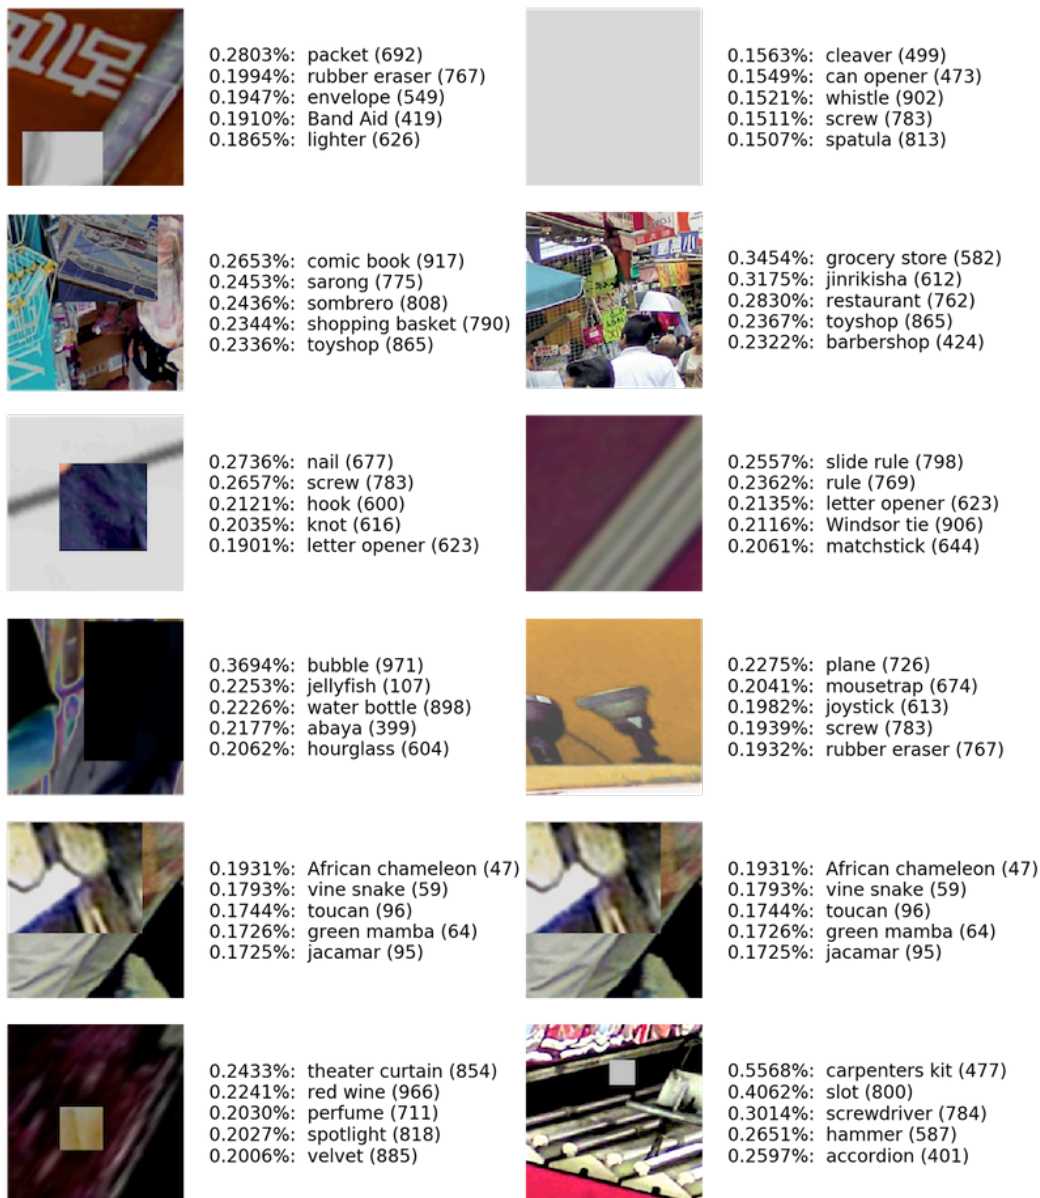 0.2803%: packet (692)
0.1994%: rubber eraser (767)
0.1947%: envelope (549)
0.1910%: Band Aid (419)
0.1865%: lighter (626)
0.1563%: cleaver (499)
0.1549%: can opener (473)
0.1521%: whistle (902)
0.1511%: screw (783)
0.1507%: spatula (813)
0.2653%: comic book (917)
0.2453%: sarong (775)
0.2436%: sombrero (808)
0.2344%: shopping basket (790)
0.2336%: toyshop (865)
0.3454%: grocery store (582)
0.3175%: jinrikisha (612)
0.2830%: restaurant (762)
0.2367%: toyshop (865)
0.2322%: barbershop (424)
0.2736%: nail (677)
0.2657%: screw (783)
0.2121%: hook (600)
0.2035%: knot (616)
0.1901%: letter opener (623)
0.2557%: slide rule (798)
0.2362%: rule (769)
0.2135%: letter opener (623)
0.2116%: Windsor tie (906)
0.2061%: matchstick (644)
0.3694%: bubble (971)
0.2253%: jellyfish (107)
0.2226%: water bottle (898)
0.2177%: abaya (399)
0.2062%: hourglass (604)
0.2275%: plane (726)
0.2041%: mousetrap (674)
0.1982%: joystick (613)
0.1939%: screw (783)
0.1932%: rubber eraser (767)
0.1931%: African chameleon (47)
0.1793%: vine snake (59)
0.1744%: toucan (96)
0.1726%: green mamba (64)
0.1725%: jacamar (95)
0.1931%: African chameleon (47)
0.1793%: vine snake (59)
0.1744%: toucan (96)
0.1726%: green mamba (64)
0.1725%: jacamar (95)
0.2433%: theater curtain (854)
0.2241%: red wine (966)
0.2030%: perfume (711)
0.2027%: spotlight (818)
0.2006%: velvet (885)
0.5568%: carpenters kit (477)
0.4062%: slot (800)
0.3014%: screwdriver (784)
0.2651%: hammer (587)
0.2597%: accordion (401)